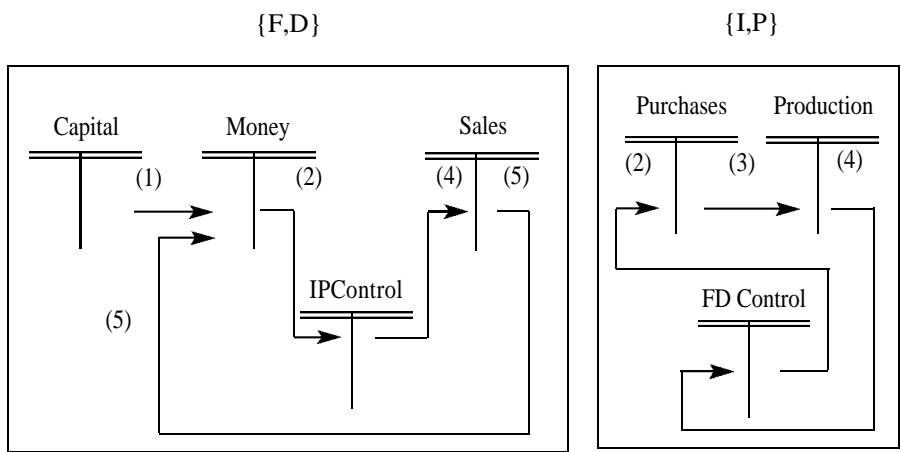 {F,D}
{I,P}
Capital Money Sales
(1) (2) (4) (5)
IPControl
(5)
Purchases Production
(2) (3) (4)
FD Control